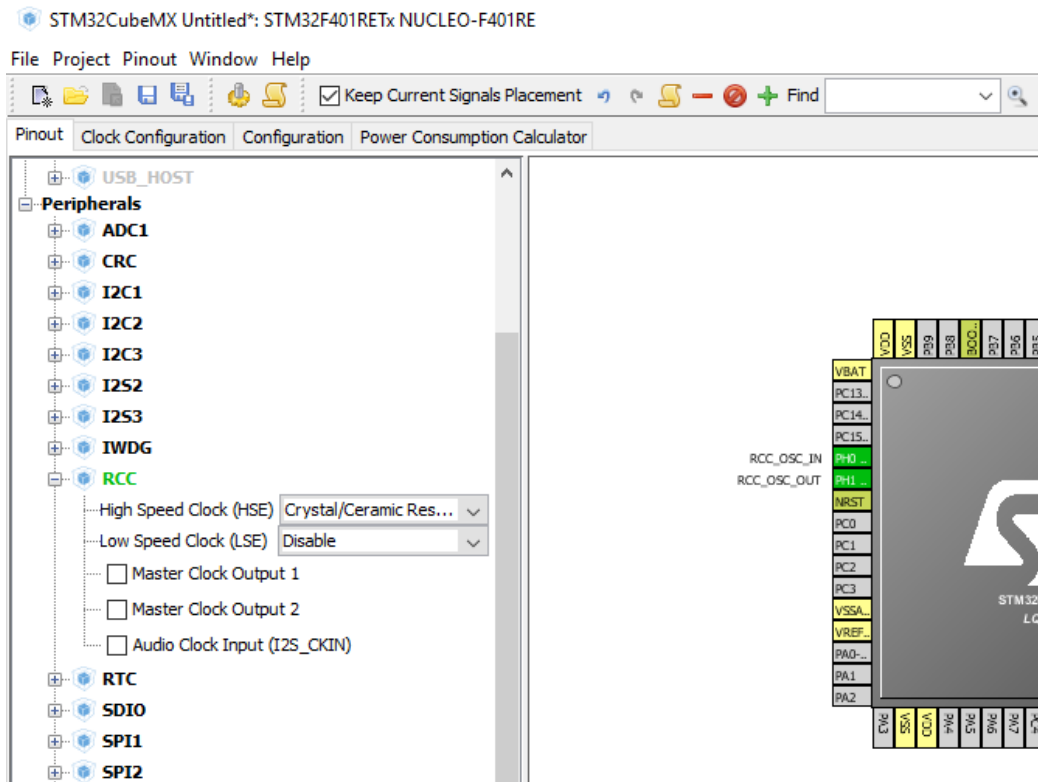 STM32CubeMX Untitled*: STM32F401RETx NUCLEO-F401RE
File Project Pinout Window Help
Keep Current Signals Placement Find
Pinout Clock Configuration Configuration Power Consumption Calculator
USB_HOST
Peripherals
ADC1
CRC
I2C1
I2C2
I2C3
I2S2
I2S3
IWDG
RCC
High Speed Clock (HSE) Crystal/Ceramic Res...
Low Speed Clock (LSE) Disable
Master Clock Output 1
Master Clock Output 2
Audio Clock Input (I2S_CKIN)
RTC
SDIO
SPI1
SPI2
VDD VSS PB9 PB8 BOO.. PB7 PB6 PB5
VBAT
PC13..
PC14..
PC15..
RCC_OSC_IN PH0 ..
RCC_OSC_OUT PH1 ..
NRST
PC0
PC1
PC2
PC3
VSSA..
VREF..
PA0-..
PA1
PA2
STM32
LQ
PA3 VSS VDD PA4 PA5 PA6 PA7 PC4